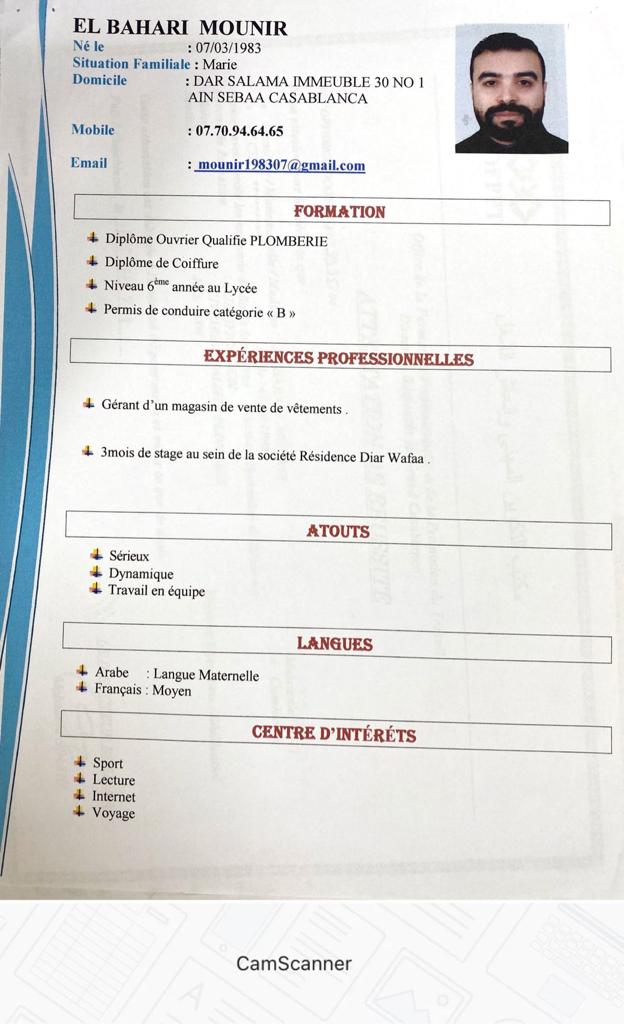 EL BAHARI MOUNIR
Né le : 07/03/1983
Situation Familiale : Marie
Domicile : DAR SALAMA IMMEUBLE 30 NO 1
AIN SEBAA CASABLANCA
Mobile : 07.70.94.64.65
Email : mounir198307@gmail.com
FORMATION
Diplôme Ouvrier Qualifie PLOMBERIE
Diplôme de Coiffure
Niveau 6ème année au Lycée
Permis de conduire catégorie « B »
EXPÉRIENCES PROFESSIONNELLES
Gérant d’un magasin de vente de vêtements .
3mois de stage au sein de la société Résidence Diar Wafaa .
ATOUTS
Sérieux
Dynamique
Travail en équipe
LANGUES
Arabe : Langue Maternelle
Français : Moyen
CENTRE D’INTÉRÉTS
Sport
Lecture
Internet
Voyage
CamScanner